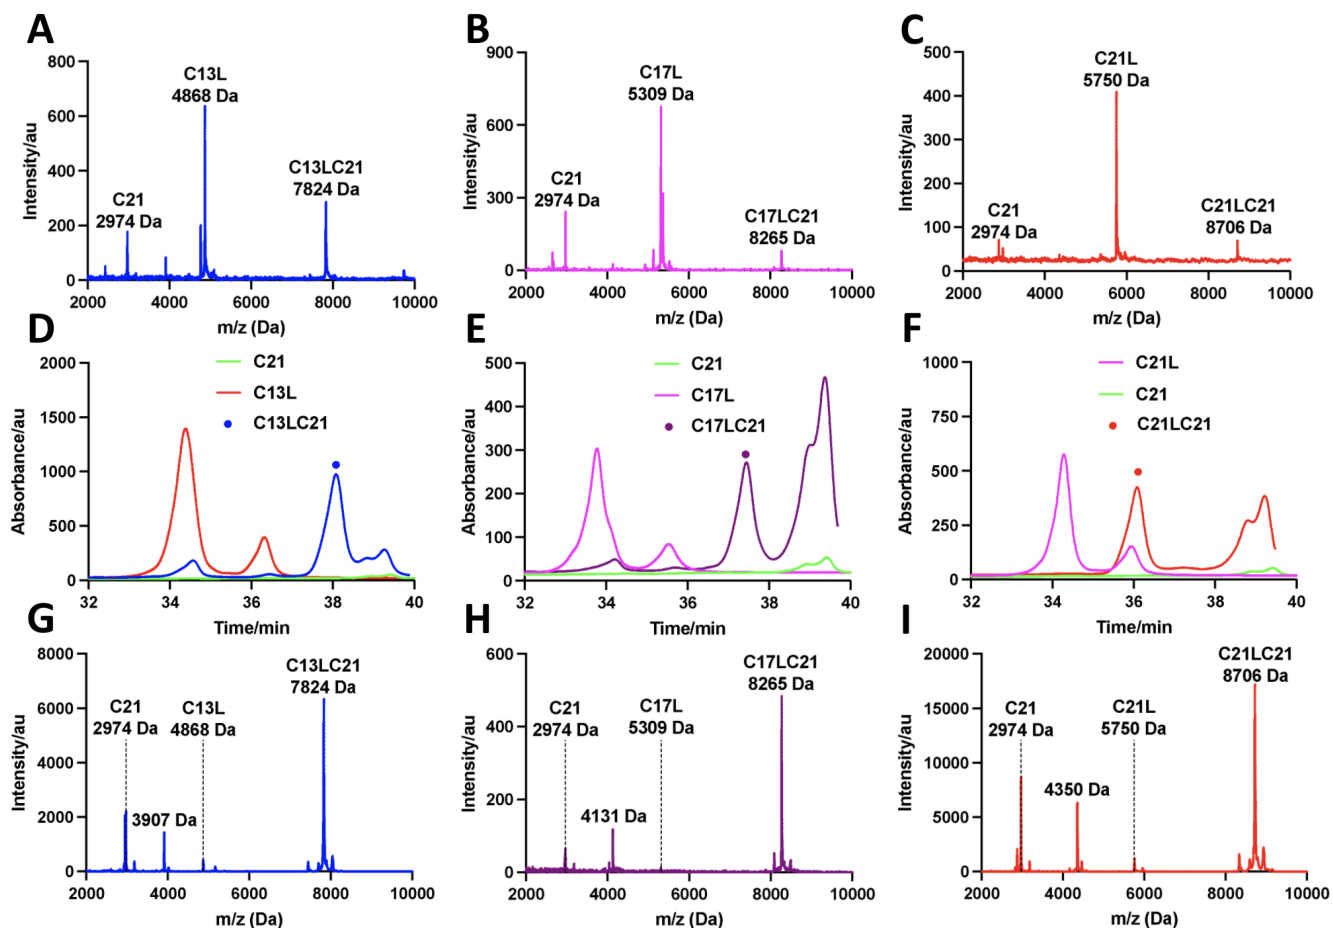 A
800
600
400
200
0
Intensity/au
C21
2974 Da
C13L
4868 Da
C13LC21
7824 Da
2000
4000
6000
8000
10000
m/z (Da)
B
900
600
300
0
Intensity/au
C21
2974 Da
C17L
5309 Da
C17LC21
8265 Da
2000
4000
6000
8000
10000
m/z (Da)
C
500
400
300
200
100
0
Intensity/au
C21
2974 Da
C21L
5750 Da
C21LC21
8706 Da
2000
4000
6000
8000
10000
m/z (Da)
D
2000
1500
1000
500
0
Absorbance/au
C21
C13L
C13LC21
32
34
36
38
40
Time/min
E
500
400
300
200
100
0
Absorbance/au
C21
C17L
C17LC21
32
34
36
38
40
Time/min
F
1000
750
500
250
0
Absorbance/au
C21L
C21
C21LC21
32
34
36
38
40
Time/min
G
8000
6000
4000
2000
0
Intensity/au
C21
2974 Da
3907 Da
C13L
4868 Da
C13LC21
7824 Da
2000
4000
6000
8000
10000
m/z (Da)
H
600
400
200
0
Intensity/au
C21
2974 Da
4131 Da
C17L
5309 Da
C17LC21
8265 Da
2000
4000
6000
8000
10000
m/z (Da)
I
20000
15000
10000
5000
0
Intensity/au
C21
2974 Da
4350 Da
C21L
5750 Da
C21LC21
8706 Da
2000
4000
6000
8000
10000
m/z (Da)